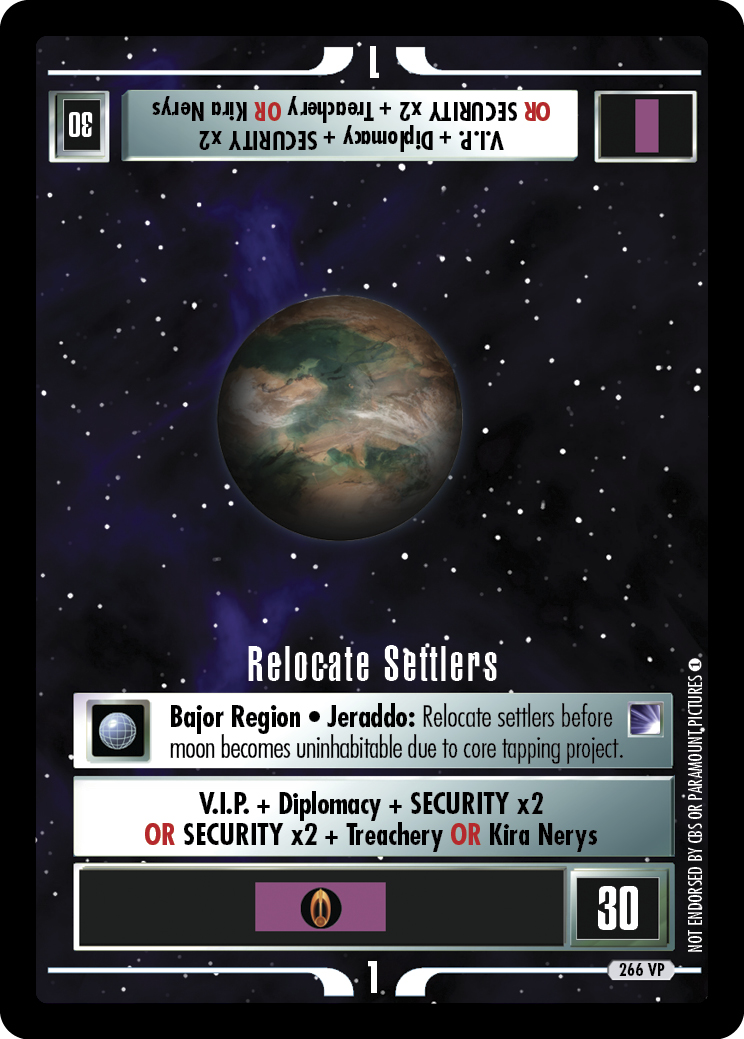 1
30
V.I.P. + Diplomacy + SECURITY x2
OR SECURITY x2 + Treachery OR Kira Nerys
Relocate Settlers
Bajor Region • Jeraddo: Relocate settlers before
moon becomes uninhabitable due to core tapping project.
V.I.P. + Diplomacy + SECURITY x2
OR SECURITY x2 + Treachery OR Kira Nerys
30
1
266 VP
NOT ENDORSED BY CBS OR PARAMOUNT PICTURES 1